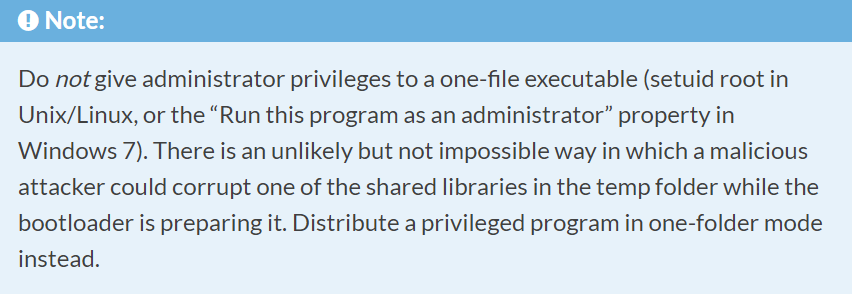 Note:
Do not give administrator privileges to a one-file executable (setuid root in
Unix/Linux, or the “Run this program as an administrator” property in
Windows 7). There is an unlikely but not impossible way in which a malicious
attacker could corrupt one of the shared libraries in the temp folder while the
bootloader is preparing it. Distribute a privileged program in one-folder mode
instead.